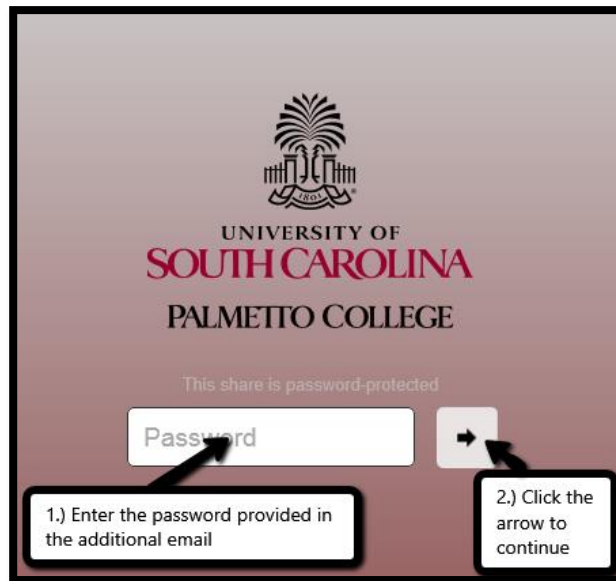 1801
UNIVERSITY OF
SOUTH CAROLINA
PALMETTO COLLEGE
This share is password-protected
Password
1.) Enter the password provided in
the additional email
2.) Click the
arrow to
continue